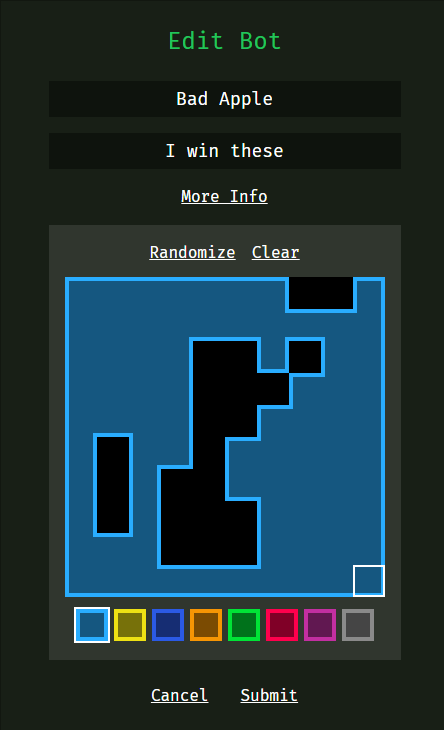 Edit Bot
Bad Apple
I win these
More Info
Randomize Clear
Cancel Submit